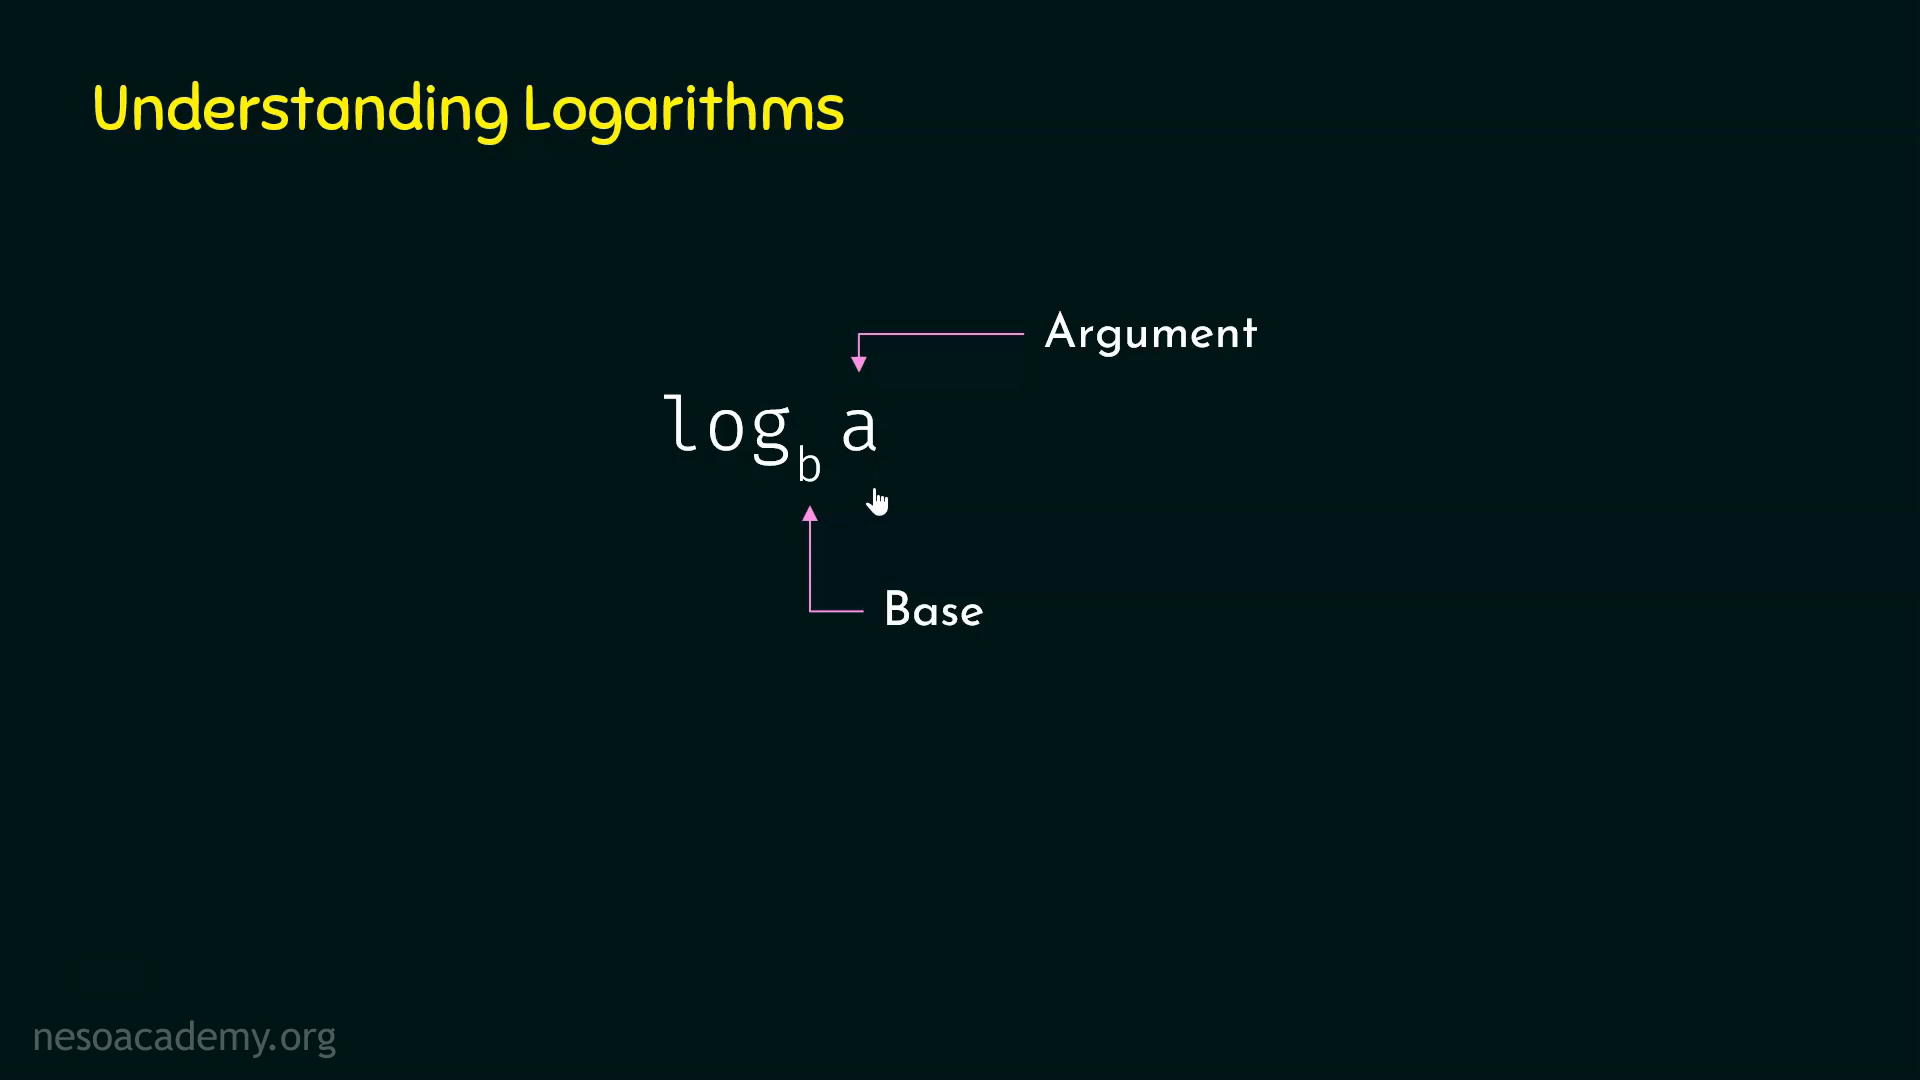 Understanding Logarithms
Argument
log_b a
Base
nesoacademy.org